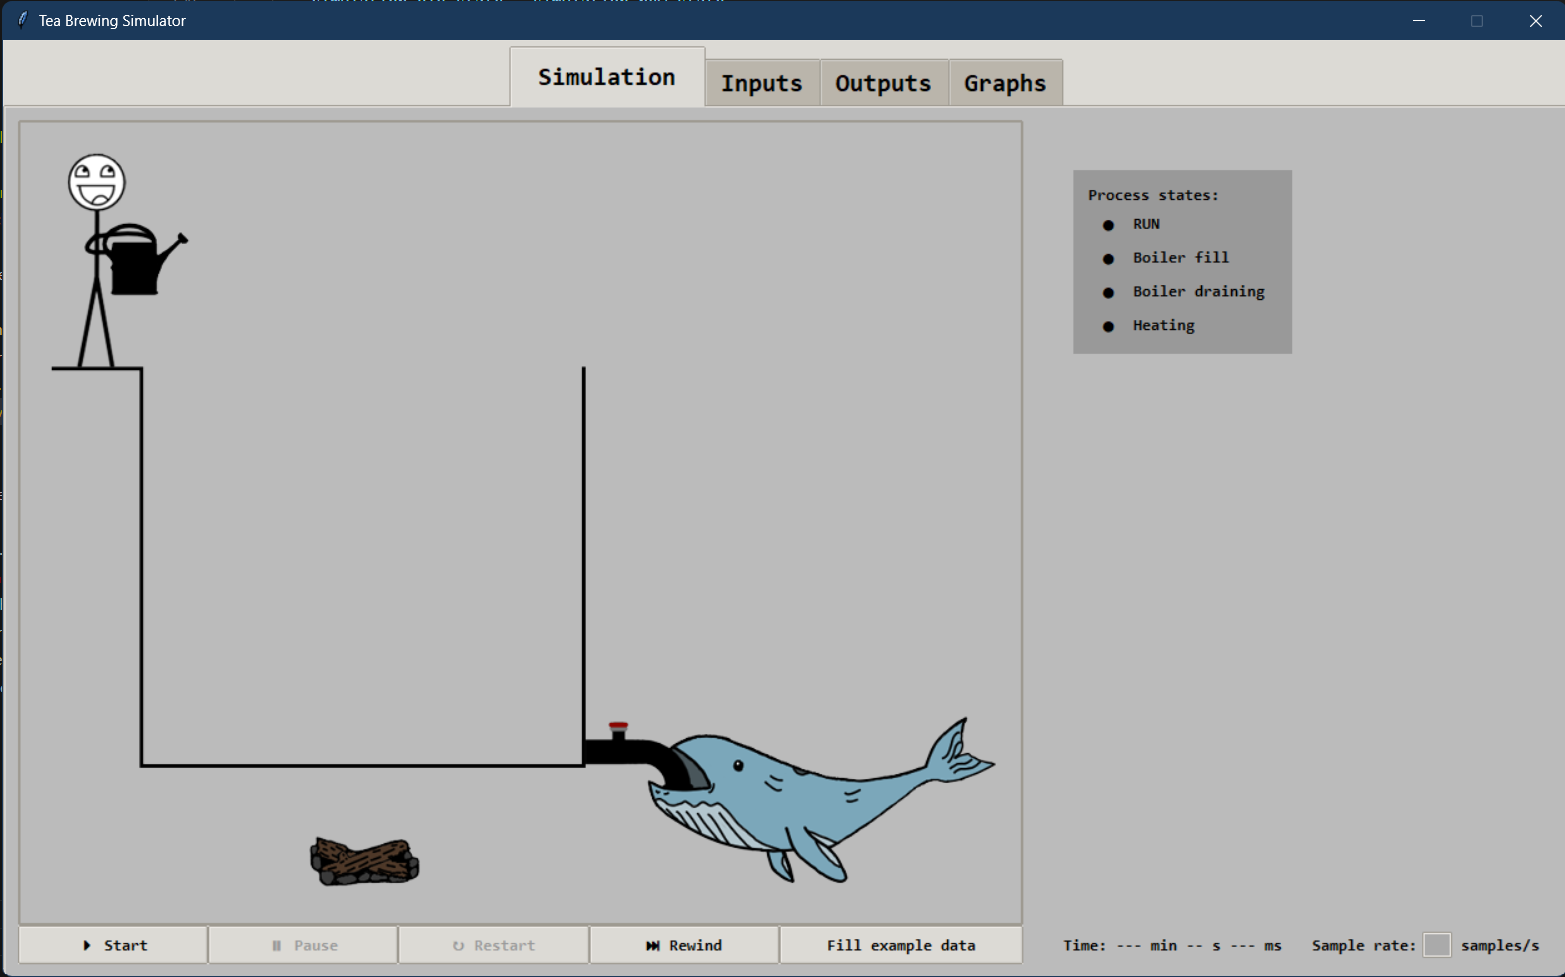 Tea Brewing Simulator
Simulation Inputs Outputs Graphs
Process states:
RUN
Boiler fill
Boiler draining
Heating
Start Pause Restart Rewind Fill example data Time: --- min -- s --- ms Sample rate: samples/s